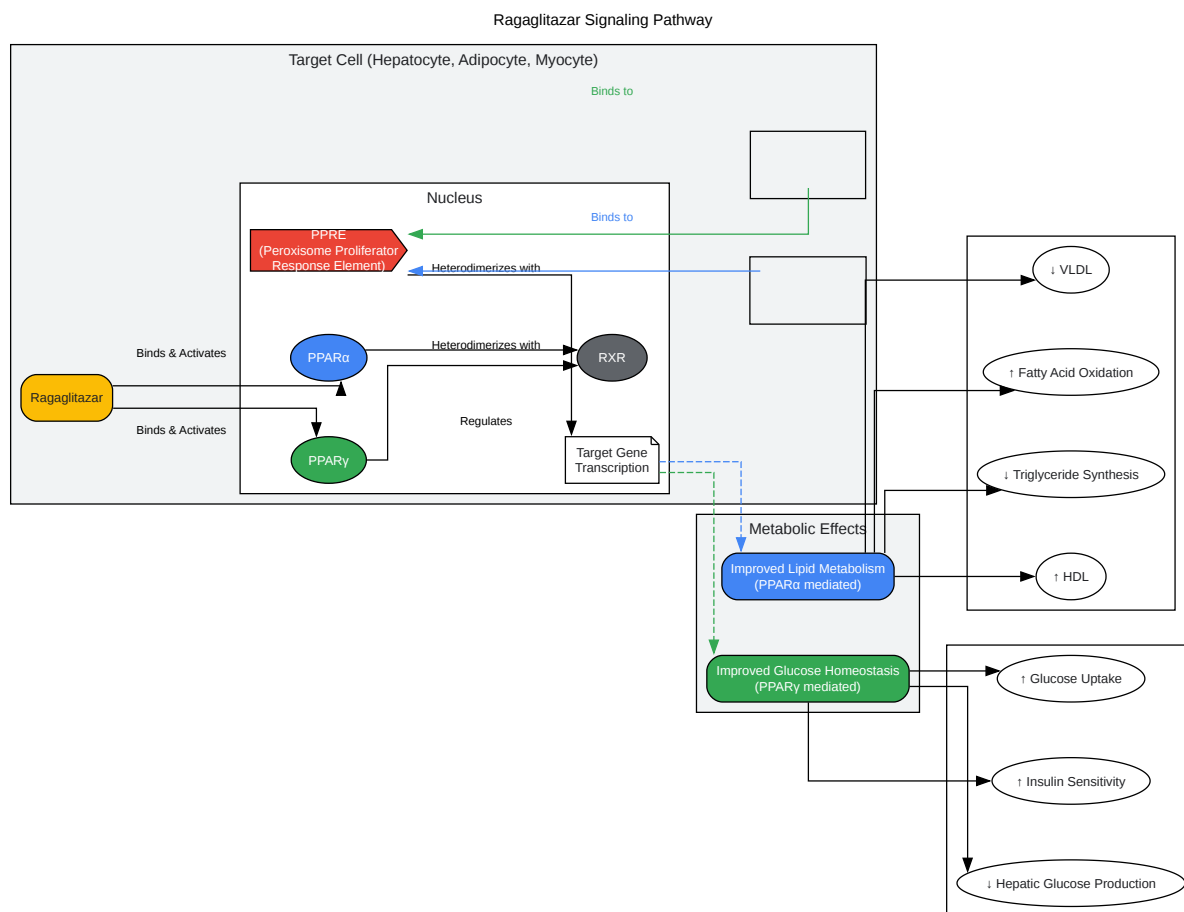 Ragaglitazar Signaling Pathway
Target Cell (Hepatocyte, Adipocyte, Myocyte)
Binds to
Nucleus
Binds to
PPRE
(Peroxisome Proliferator
Response Element)
Heterodimerizes with
Heterodimerizes with
Binds & Activates
PPARα
RXR
Ragaglitazar
Binds & Activates
Regulates
PPARγ
Target Gene
Transcription
Metabolic Effects
Improved Lipid Metabolism
(PPARα mediated)
Improved Glucose Homeostasis
(PPARγ mediated)
↓ VLDL
↑ Fatty Acid Oxidation
↓ Triglyceride Synthesis
↑ HDL
↑ Glucose Uptake
↑ Insulin Sensitivity
↓ Hepatic Glucose Production